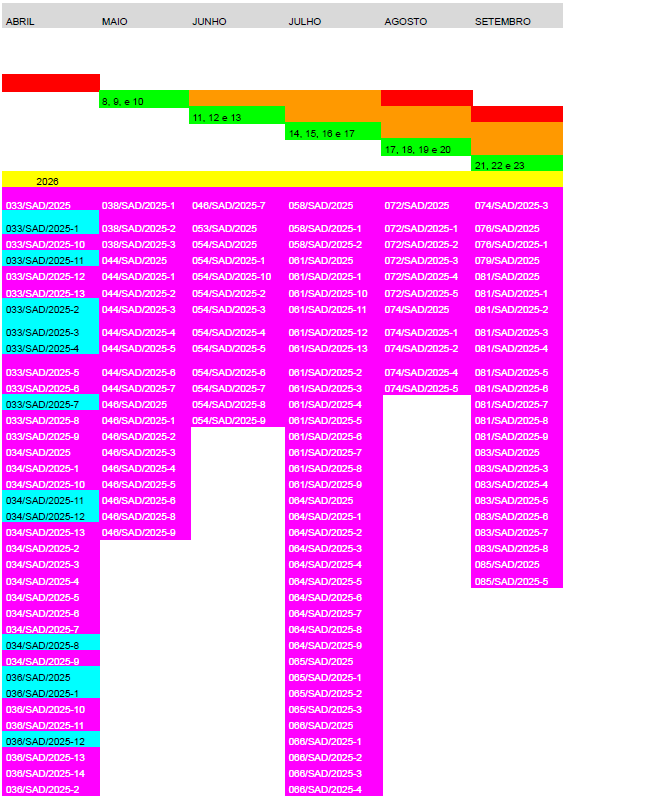 ABRIL MAIO JUNHO JULHO AGOSTO SETEMBRO
8, 9, e 10
11, 12 e 13
14, 15, 16 e 17
17, 18, 19 e 20
21, 22 e 23
2026
033/SAD/2025 038/SAD/2025-1 046/SAD/2025-7 058/SAD/2025 072/SAD/2025 074/SAD/2025-3
033/SAD/2025-1 038/SAD/2025-2 053/SAD/2025 058/SAD/2025-1 072/SAD/2025-1 076/SAD/2025
033/SAD/2025-10 038/SAD/2025-3 054/SAD/2025 058/SAD/2025-2 072/SAD/2025-2 076/SAD/2025-1
033/SAD/2025-11 044/SAD/2025 054/SAD/2025-1 061/SAD/2025 072/SAD/2025-3 079/SAD/2025
033/SAD/2025-12 044/SAD/2025-1 054/SAD/2025-10 061/SAD/2025-1 072/SAD/2025-4 081/SAD/2025
033/SAD/2025-13 044/SAD/2025-2 054/SAD/2025-2 061/SAD/2025-10 072/SAD/2025-5 081/SAD/2025-1
033/SAD/2025-2 044/SAD/2025-3 054/SAD/2025-3 061/SAD/2025-11 074/SAD/2025 081/SAD/2025-2
033/SAD/2025-3 044/SAD/2025-4 054/SAD/2025-4 061/SAD/2025-12 074/SAD/2025-1 081/SAD/2025-3
033/SAD/2025-4 044/SAD/2025-5 054/SAD/2025-5 061/SAD/2025-13 074/SAD/2025-2 081/SAD/2025-4
033/SAD/2025-5 044/SAD/2025-6 054/SAD/2025-6 061/SAD/2025-2 074/SAD/2025-4 081/SAD/2025-5
033/SAD/2025-6 044/SAD/2025-7 054/SAD/2025-7 061/SAD/2025-3 074/SAD/2025-5 081/SAD/2025-6
033/SAD/2025-7 046/SAD/2025 054/SAD/2025-8 061/SAD/2025-4 081/SAD/2025-7
033/SAD/2025-8 046/SAD/2025-1 054/SAD/2025-9 061/SAD/2025-5 081/SAD/2025-8
033/SAD/2025-9 046/SAD/2025-2 061/SAD/2025-6 081/SAD/2025-9
034/SAD/2025 046/SAD/2025-3 061/SAD/2025-7 083/SAD/2025
034/SAD/2025-1 046/SAD/2025-4 061/SAD/2025-8 083/SAD/2025-3
034/SAD/2025-10 046/SAD/2025-5 061/SAD/2025-9 083/SAD/2025-4
034/SAD/2025-11 046/SAD/2025-6 064/SAD/2025 083/SAD/2025-5
034/SAD/2025-12 046/SAD/2025-8 064/SAD/2025-1 083/SAD/2025-6
034/SAD/2025-13 046/SAD/2025-9 064/SAD/2025-2 083/SAD/2025-7
034/SAD/2025-2 064/SAD/2025-3 083/SAD/2025-8
034/SAD/2025-3 064/SAD/2025-4 085/SAD/2025
034/SAD/2025-4 064/SAD/2025-5 085/SAD/2025-5
034/SAD/2025-5 064/SAD/2025-6
034/SAD/2025-6 064/SAD/2025-7
034/SAD/2025-7 064/SAD/2025-8
034/SAD/2025-8 064/SAD/2025-9
034/SAD/2025-9 065/SAD/2025
036/SAD/2025 065/SAD/2025-1
036/SAD/2025-1 065/SAD/2025-2
036/SAD/2025-10 065/SAD/2025-3
036/SAD/2025-11 066/SAD/2025
036/SAD/2025-12 066/SAD/2025-1
036/SAD/2025-13 066/SAD/2025-2
036/SAD/2025-14 066/SAD/2025-3
036/SAD/2025-2 066/SAD/2025-4